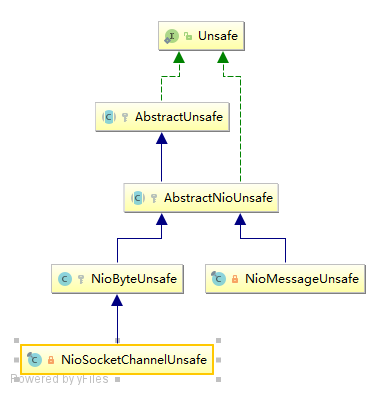 Unsafe
AbstractUnsafe
AbstractNioUnsafe
NioByteUnsafe
NioMessageUnsafe
NioSocketChannelUnsafe
Powered by yFiles